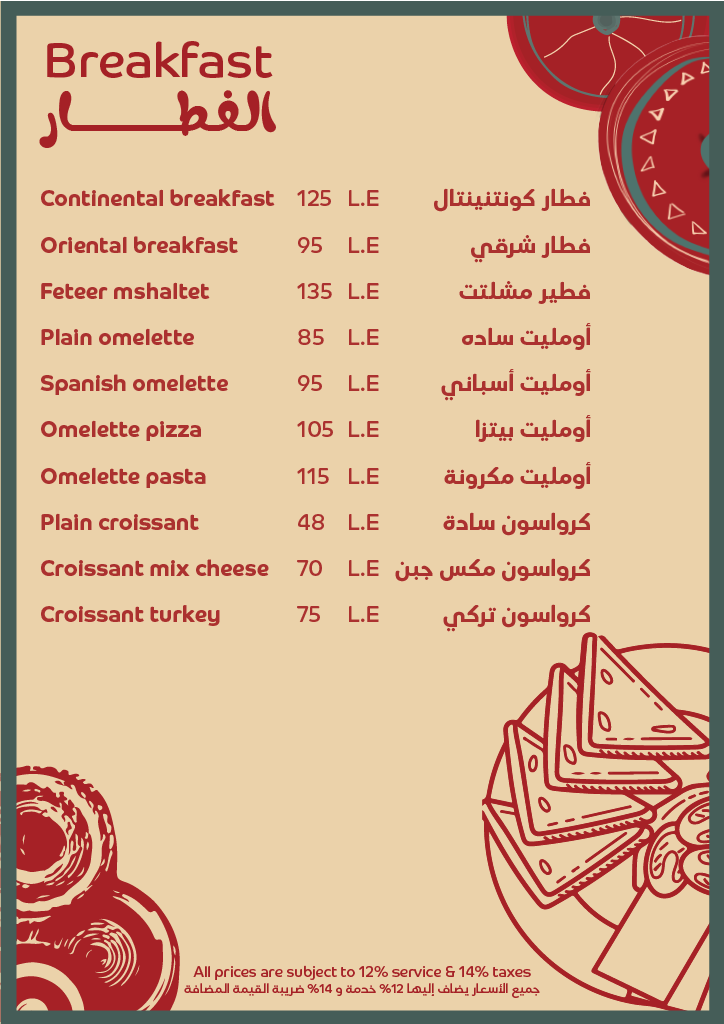 Breakfast
الفطار
Continental breakfast 125 L.E فطار كونتنينتال
Oriental breakfast 95 L.E فطار شرقي
Feteer mshaltet 135 L.E فطير مشلتت
Plain omelette 85 L.E أومليت ساده
Spanish omelette 95 L.E أومليت أسباني
Omelette pizza 105 L.E أومليت بيتزا
Omelette pasta 115 L.E أومليت مكرونة
Plain croissant 48 L.E كرواسون سادة
Croissant mix cheese 70 L.E كرواسون مكس جبن
Croissant turkey 75 L.E كرواسون تركي
All prices are subject to 12% service & 14% taxes
جميع الأسعار يضاف إليها 12% خدمة و 14% ضريبة القيمة المضافة